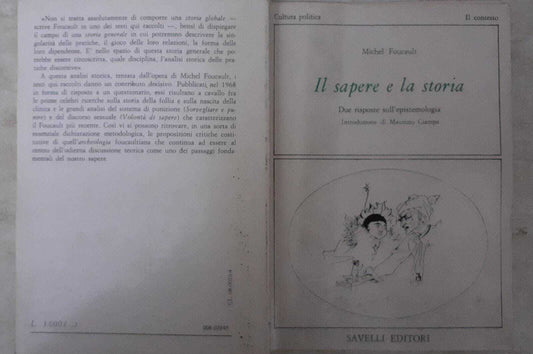 «Non si tratta assolutamente di comporre una storia globale —
scrive Foucault in uno dei testi qui raccolti —, bensì di dispiegare
il campo di una storia generale in cui potremmo descrivere la sin-
golarità delle pratiche, il gioco delle loro relazioni, la forma delle
loro dipendenze. E' nello spazio di questa storia generale che po-
trebbe essere circoscritta, quale disciplina, l'analisi storica delle pra-
tiche discorsive».
A questa analisi storica, tentata dall'opera di Michel Foucault, i
testi qui raccolti danno un contributo decisivo. Pubblicati, nel 1968
in forma di risposte a un questionario, essi risultano a cavallo fra
le prime celebri ricerche sulla storia della follia e sulla nascita della
clinica e le grandi analisi del sistema di punizione (Sorvegliare e pu-
nire) e del discorso sessuale (Volontà di sapere) che caratterizzano
il Foucault più recente. Così vi si possono ritrovare, in una sorta di
essenziale dichiarazione metodologica, le proposizioni critiche costi-
tutive di quell'archeologia foucaultiana che continua ad essere al
centro dell'odierna discussione teorica come uno dei passaggi fonda-
mentali del nostro sapere.
L. 1.000
Cultura politica Il contesto
Michel Foucault
Il sapere e la storia
Due risposte sull'epistemologia
Introduzione di Maurizio Ciampa
SAVELLI EDITORI